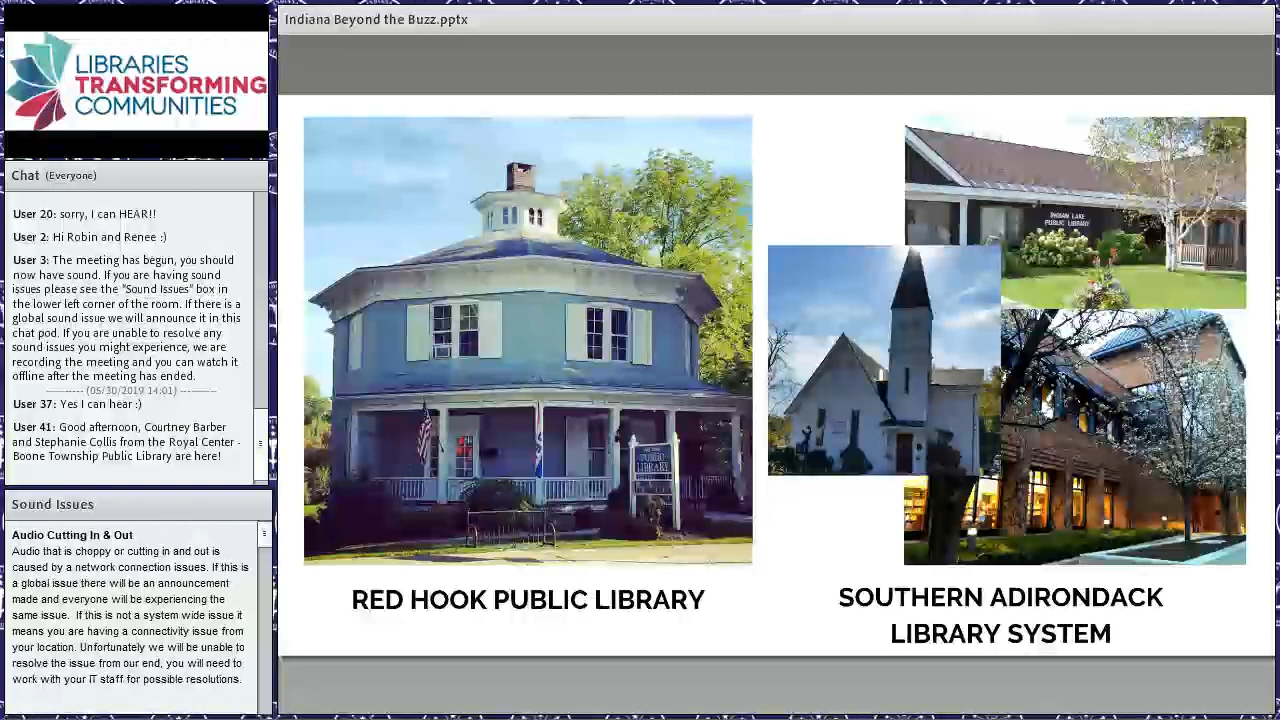 Indiana Beyond the Buzz.pptx
LIBRARIES
TRANSFORMING
COMMUNITIES
Chat (Everyone)
User 20: sorry, I can HEAR!!
User 2: Hi Robin and Renee :)
User 3: The meeting has begun, you should
now have sound. If you are having sound
issues please see the "Sound Issues" box in
the lower left corner of the room. If there is a
global sound issue we will announce it in this
chat pod. If you are unable to resolve any
sound issues you might experience, we are
recording the meeting and you can watch it
offline after the meeting has ended.
---------- (05/30/2019 14:01) ----------
User 37: Yes I can hear :)
User 41: Good afternoon, Courtney Barber
and Stephanie Collis from the Royal Center -
Boone Township Public Library are here!
Sound Issues
Audio Cutting In & Out
Audio that is choppy or cutting in and out is
caused by a network connection issues. If this is
a global issue there will be an announcement
made and everyone will be experiencing the
same issue. If this is not a system wide issue it
means you are having a connectivity issue from
your location. Unfortunately we will be unable to
resolve the issue from our end, you will need to
work with your IT staff for possible resolutions.
PUBLIC
LIBRARY
RED HOOK PUBLIC LIBRARY
INDIAN LAKE
PUBLIC LIBRARY
SOUTHERN ADIRONDACK
LIBRARY SYSTEM